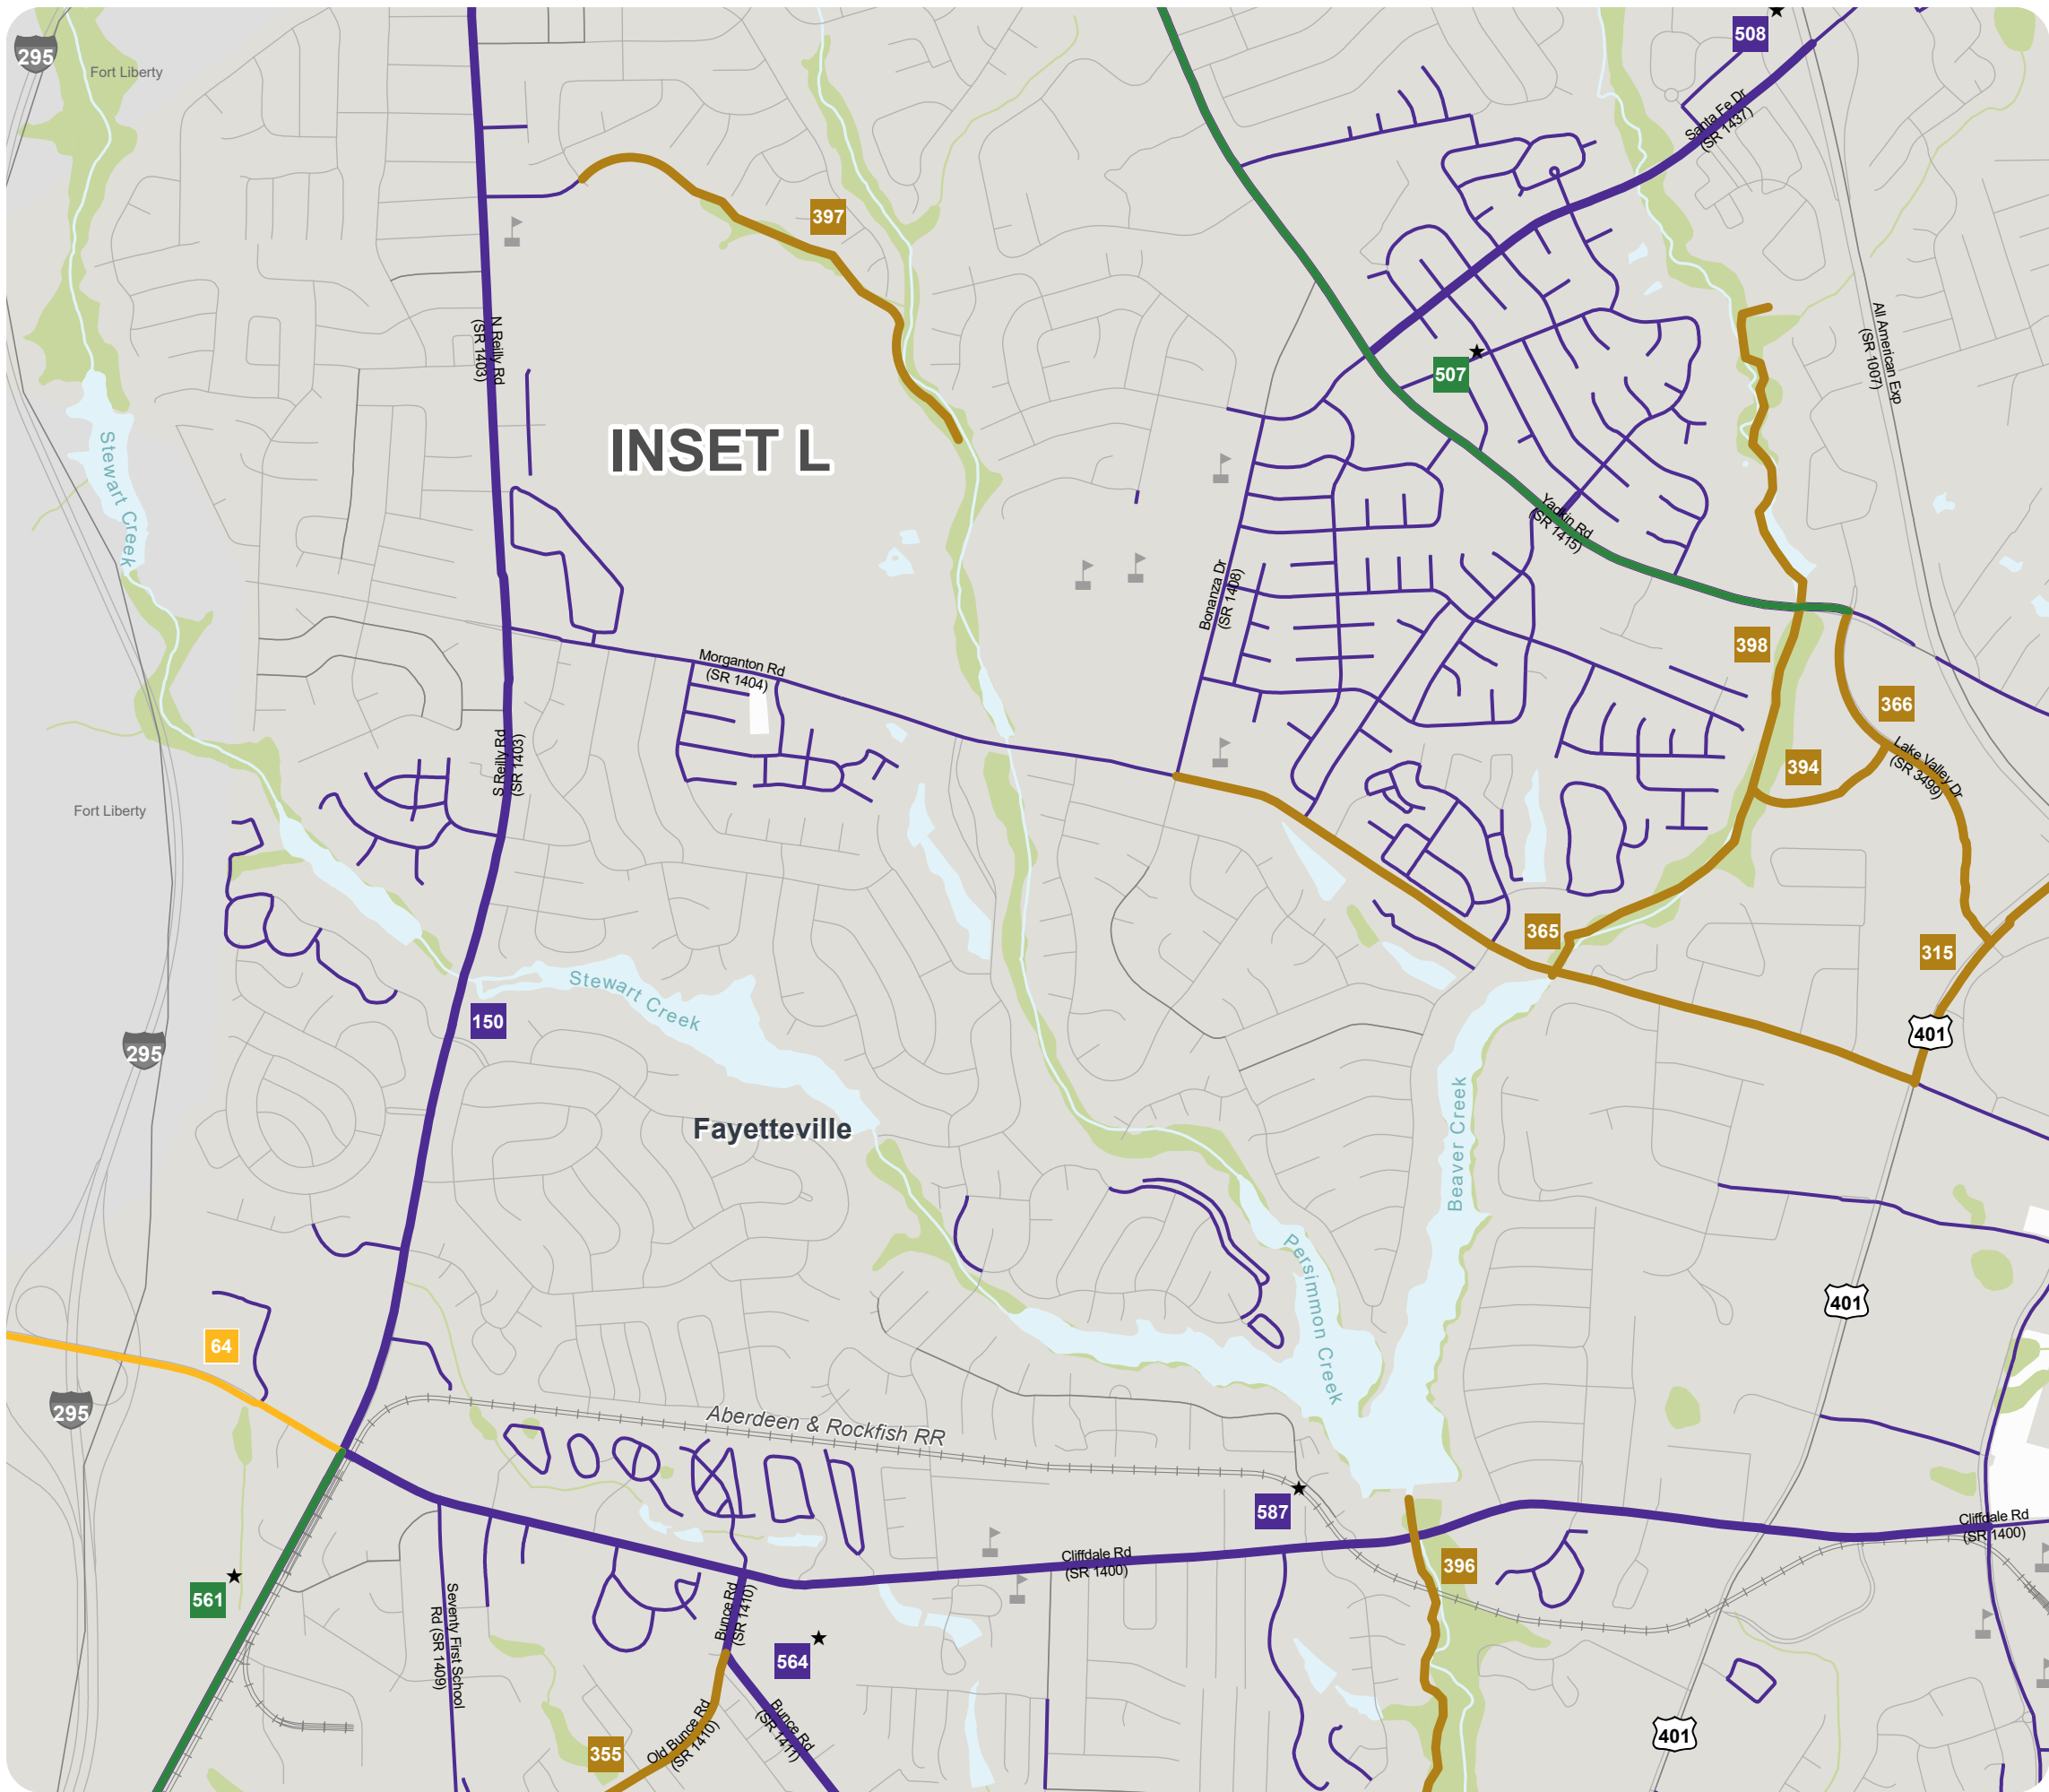 508
295
Fort Liberty
Santa Fe Dr
(SR 1437)
397
N Reilly Rd
(SR 1403)
All American Exp
(SR 1007)
507
INSET L
Stewart Creek
Yadkin Rd
(SR 1415)
Bonanza Dr
(SR 1408)
398
Morganton Rd
(SR 1404)
366
S Reilly Rd
(SR 1403)
394
Lake Valley Dr
(SR 3499)
Fort Liberty
365
315
Stewart Creek
150
401
295
Fayetteville
Beaver Creek
Persimmon Creek
401
64
295
Aberdeen & Rockfish RR
587
Cliffdale Rd
(SR 1400)
Cliffdale Rd
(SR 1400)
396
561
Seventy First School
Rd (SR 1409)
Bunce Rd
(SR 1410)
564
Old Bunce Rd
(SR 1410)
Bunce Rd
(SR 1411)
355
401